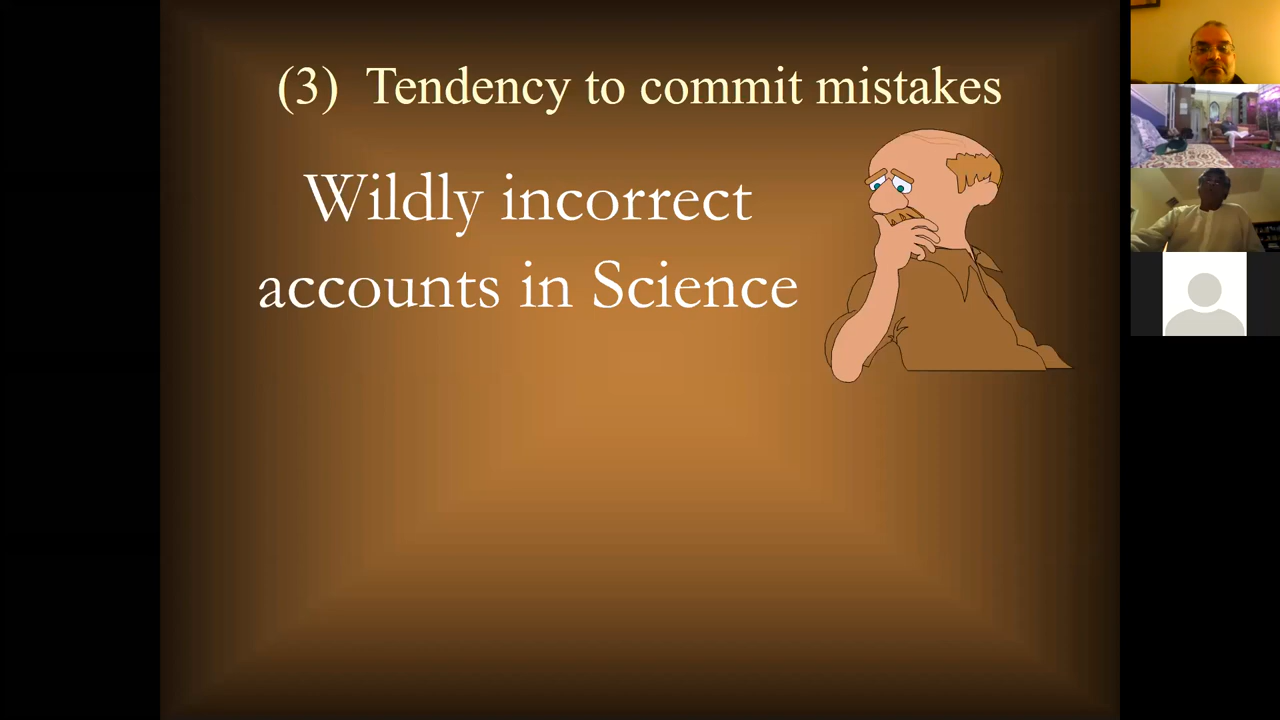 (3) Tendency to commit mistakes
Wildly incorrect
accounts in Science